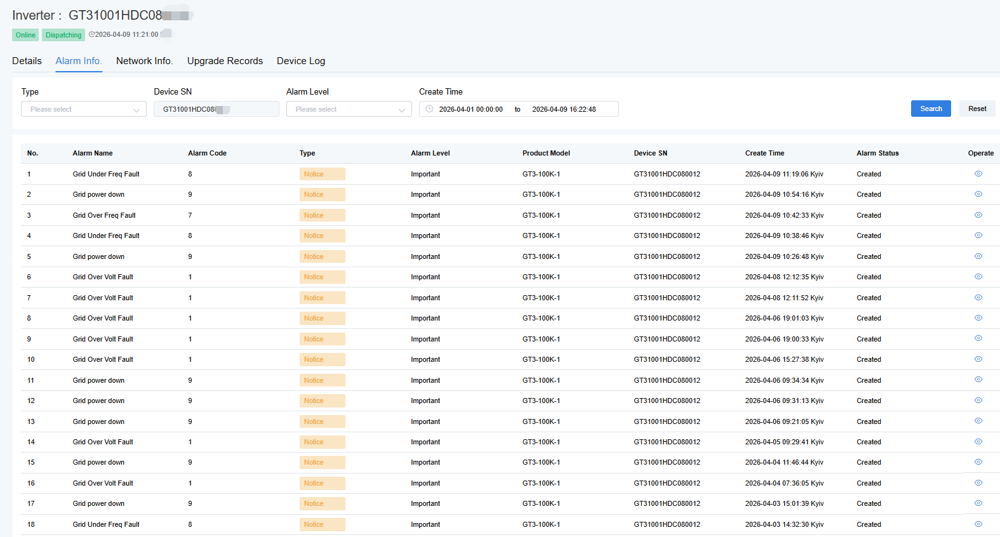 Inverter : GT31001HDC08
Online Dispatching 2026-04-09 11:21:00
Details Alarm Info. Network Info. Upgrade Records Device Log
Type Device SN Alarm Level Create Time
Please select GT31001HDC08 Please select 2026-04-01 00:00:00 to 2026-04-09 16:22:48 Search Reset
No. Alarm Name Alarm Code Type Alarm Level Product Model Device SN Create Time Alarm Status Operate
1 Grid Under Freq Fault 8 Notice Important GT3-100K-1 GT31001HDC080012 2026-04-09 11:19:06 Kyiv Created
2 Grid power down 9 Notice Important GT3-100K-1 GT31001HDC080012 2026-04-09 10:54:16 Kyiv Created
3 Grid Over Freq Fault 7 Notice Important GT3-100K-1 GT31001HDC080012 2026-04-09 10:42:33 Kyiv Created
4 Grid Under Freq Fault 8 Notice Important GT3-100K-1 GT31001HDC080012 2026-04-09 10:38:46 Kyiv Created
5 Grid power down 9 Notice Important GT3-100K-1 GT31001HDC080012 2026-04-09 10:26:48 Kyiv Created
6 Grid Over Volt Fault 1 Notice Important GT3-100K-1 GT31001HDC080012 2026-04-08 12:12:35 Kyiv Created
7 Grid Over Volt Fault 1 Notice Important GT3-100K-1 GT31001HDC080012 2026-04-08 12:11:52 Kyiv Created
8 Grid Over Volt Fault 1 Notice Important GT3-100K-1 GT31001HDC080012 2026-04-06 19:01:03 Kyiv Created
9 Grid Over Volt Fault 1 Notice Important GT3-100K-1 GT31001HDC080012 2026-04-06 19:00:33 Kyiv Created
10 Grid Over Volt Fault 1 Notice Important GT3-100K-1 GT31001HDC080012 2026-04-06 15:27:38 Kyiv Created
11 Grid power down 9 Notice Important GT3-100K-1 GT31001HDC080012 2026-04-06 09:34:34 Kyiv Created
12 Grid power down 9 Notice Important GT3-100K-1 GT31001HDC080012 2026-04-06 09:31:13 Kyiv Created
13 Grid power down 9 Notice Important GT3-100K-1 GT31001HDC080012 2026-04-06 09:21:05 Kyiv Created
14 Grid Over Volt Fault 1 Notice Important GT3-100K-1 GT31001HDC080012 2026-04-05 09:29:41 Kyiv Created
15 Grid power down 9 Notice Important GT3-100K-1 GT31001HDC080012 2026-04-04 11:46:44 Kyiv Created
16 Grid Over Volt Fault 1 Notice Important GT3-100K-1 GT31001HDC080012 2026-04-04 07:36:05 Kyiv Created
17 Grid power down 9 Notice Important GT3-100K-1 GT31001HDC080012 2026-04-03 15:01:39 Kyiv Created
18 Grid Under Freq Fault 8 Notice Important GT3-100K-1 GT31001HDC080012 2026-04-03 14:32:30 Kyiv Created